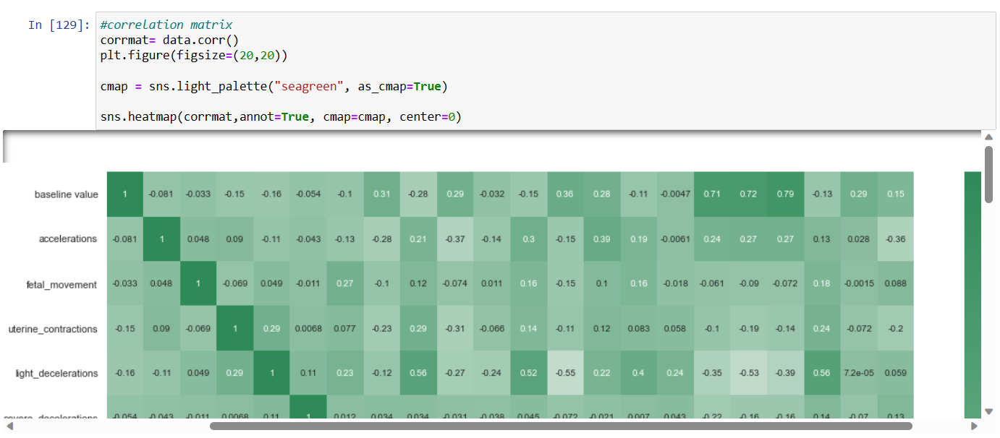 In [129]: #correlation matrix
corrmat= data.corr()
plt.figure(figsize=(20,20))
cmap = sns.light_palette("seagreen", as_cmap=True)
sns.heatmap(corrmat,annot=True, cmap=cmap, center=0)
baseline value 1 -0.081 -0.033 -0.15 -0.16 -0.054 -0.1 0.31 -0.28 0.29 -0.032 -0.15 0.36 0.28 -0.11 -0.0047 0.71 0.72 0.79 -0.13 0.29 0.15
accelerations -0.081 1 0.048 0.09 -0.11 -0.043 -0.13 -0.28 0.21 -0.37 -0.14 0.3 -0.15 0.39 0.19 -0.0061 0.24 0.27 0.27 0.13 0.028 -0.36
fetal_movement -0.033 0.048 1 -0.069 0.049 -0.011 0.27 -0.1 0.12 -0.074 0.011 0.16 -0.15 0.1 0.16 -0.018 -0.061 -0.09 -0.072 0.18 -0.0015 0.088
uterine_contractions -0.15 0.09 -0.069 1 0.29 0.0068 0.077 -0.23 0.29 -0.31 -0.066 0.14 -0.11 0.12 0.083 0.058 -0.1 -0.19 -0.14 0.24 -0.072 -0.2
light_decelerations -0.16 -0.11 0.049 0.29 1 0.11 0.23 -0.12 0.56 -0.27 -0.24 0.52 -0.55 0.22 0.4 0.24 -0.35 -0.53 -0.39 0.56 7.2e-05 0.059
severe_decelerations -0.054 -0.043 -0.011 0.0068 0.11 1 0.012 0.034 0.034 -0.031 -0.038 0.045 -0.072 -0.021 0.007 0.043 -0.22 -0.16 -0.16 0.14 -0.07 0.13